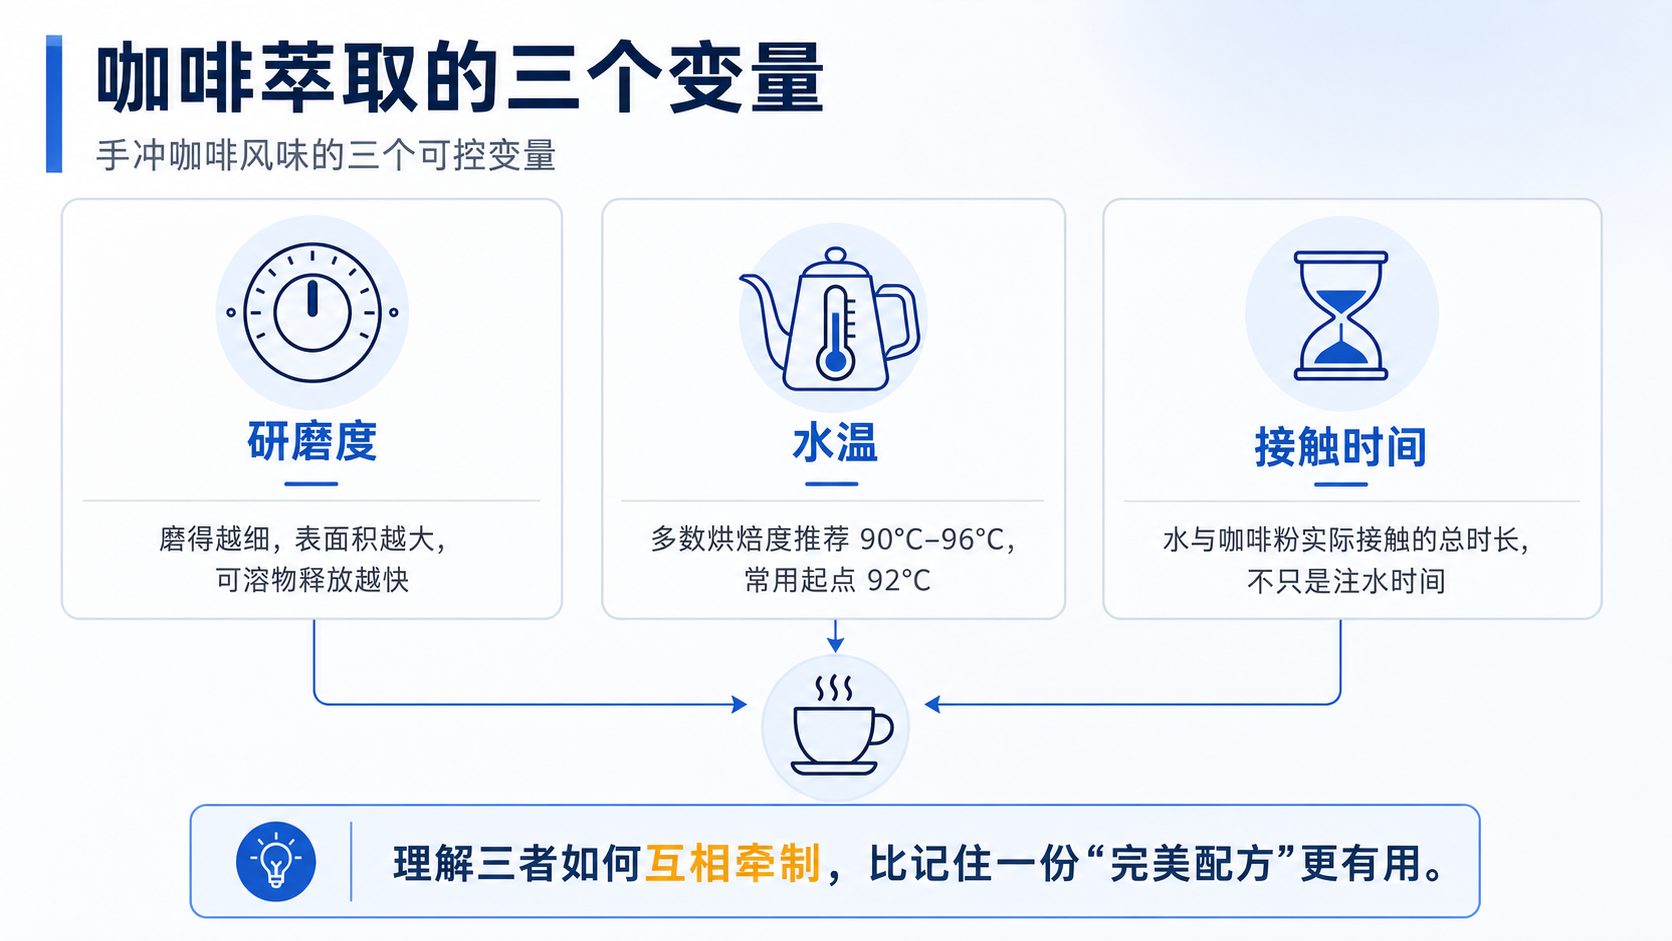 咖啡萃取的三个变量
手冲咖啡风味的三个可控变量
研磨度
磨得越细，表面积越大，
可溶物释放越快
水温
多数烘焙度推荐 90°C–96°C，
常用起点 92°C
接触时间
水与咖啡粉实际接触的总时长，
不只是注水时间
理解三者如何互相牵制，比记住一份“完美配方”更有用。